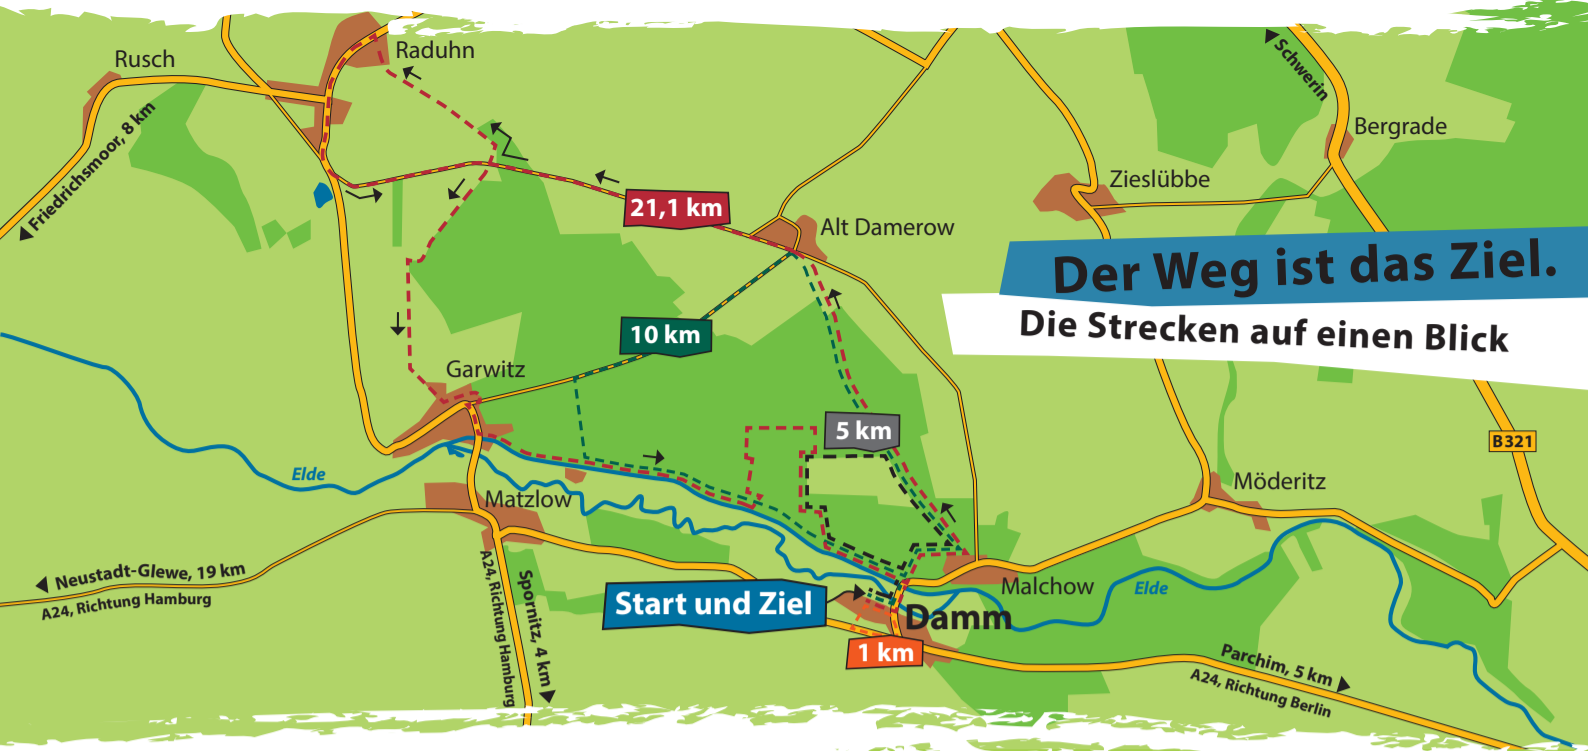 Rusch
Raduhn
Schwerin
Bergrade
Friedrichsmoor, 8 km
Zieslübbe
21,1 km
Alt Damerow
Der Weg ist das Ziel.
Die Strecken auf einen Blick
10 km
Garwitz
5 km
B321
Elde
Möderitz
Matzlow
Neustadt-Glewe, 19 km
A24, Richtung Hamburg
A24, Richtung Hamburg
Spornitz, 4 km
Start und Ziel
Malchow
Elde
Damm
1 km
Parchim, 5 km
A24, Richtung Berlin